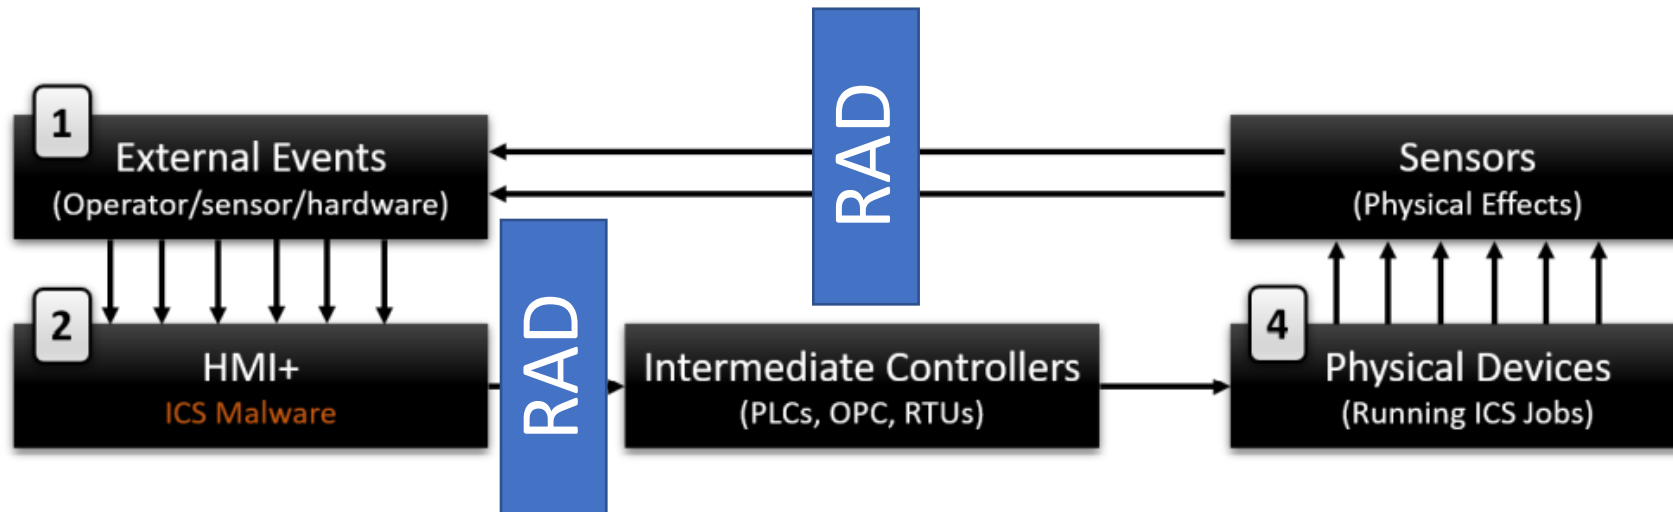 1
External Events
(Operator/sensor/hardware)
RAD
Sensors
(Physical Effects)
2
HMI+
ICS Malware
RAD
Intermediate Controllers
(PLCs, OPC, RTUs)
4
Physical Devices
(Running ICS Jobs)